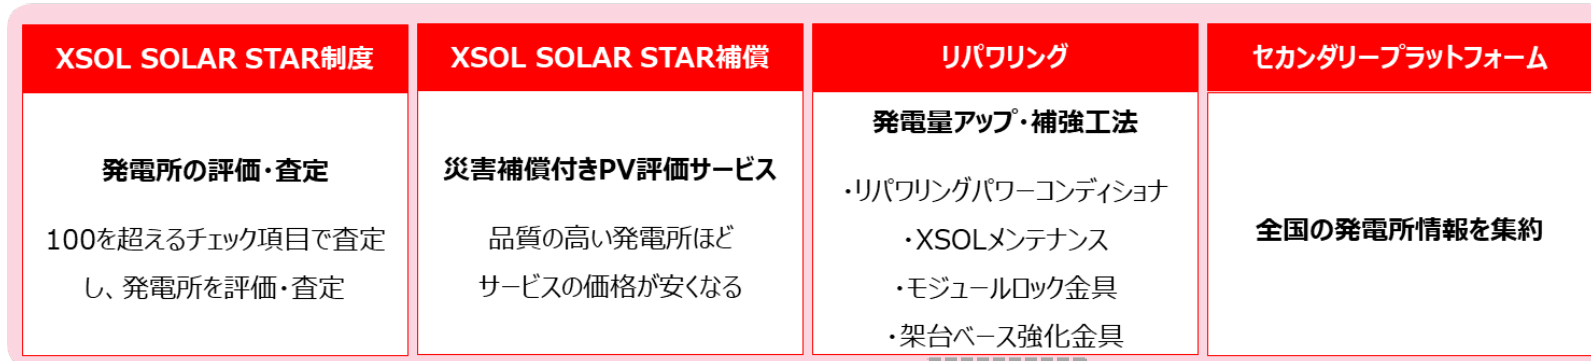 XSOL SOLAR STAR制度
発電所の評価・査定
100を超えるチェック項目で査定
し、発電所を評価・査定
XSOL SOLAR STAR補償
災害補償付きPV評価サービス
品質の高い発電所ほど
サービスの価格が安くなる
リパワリング
発電量アップ・補強工法
・リパワリングパワーコンディショナ
・XSOLメンテナンス
・モジュールロック金具
・架台ベース強化金具
セカンダリープラットフォーム
全国の発電所情報を集約